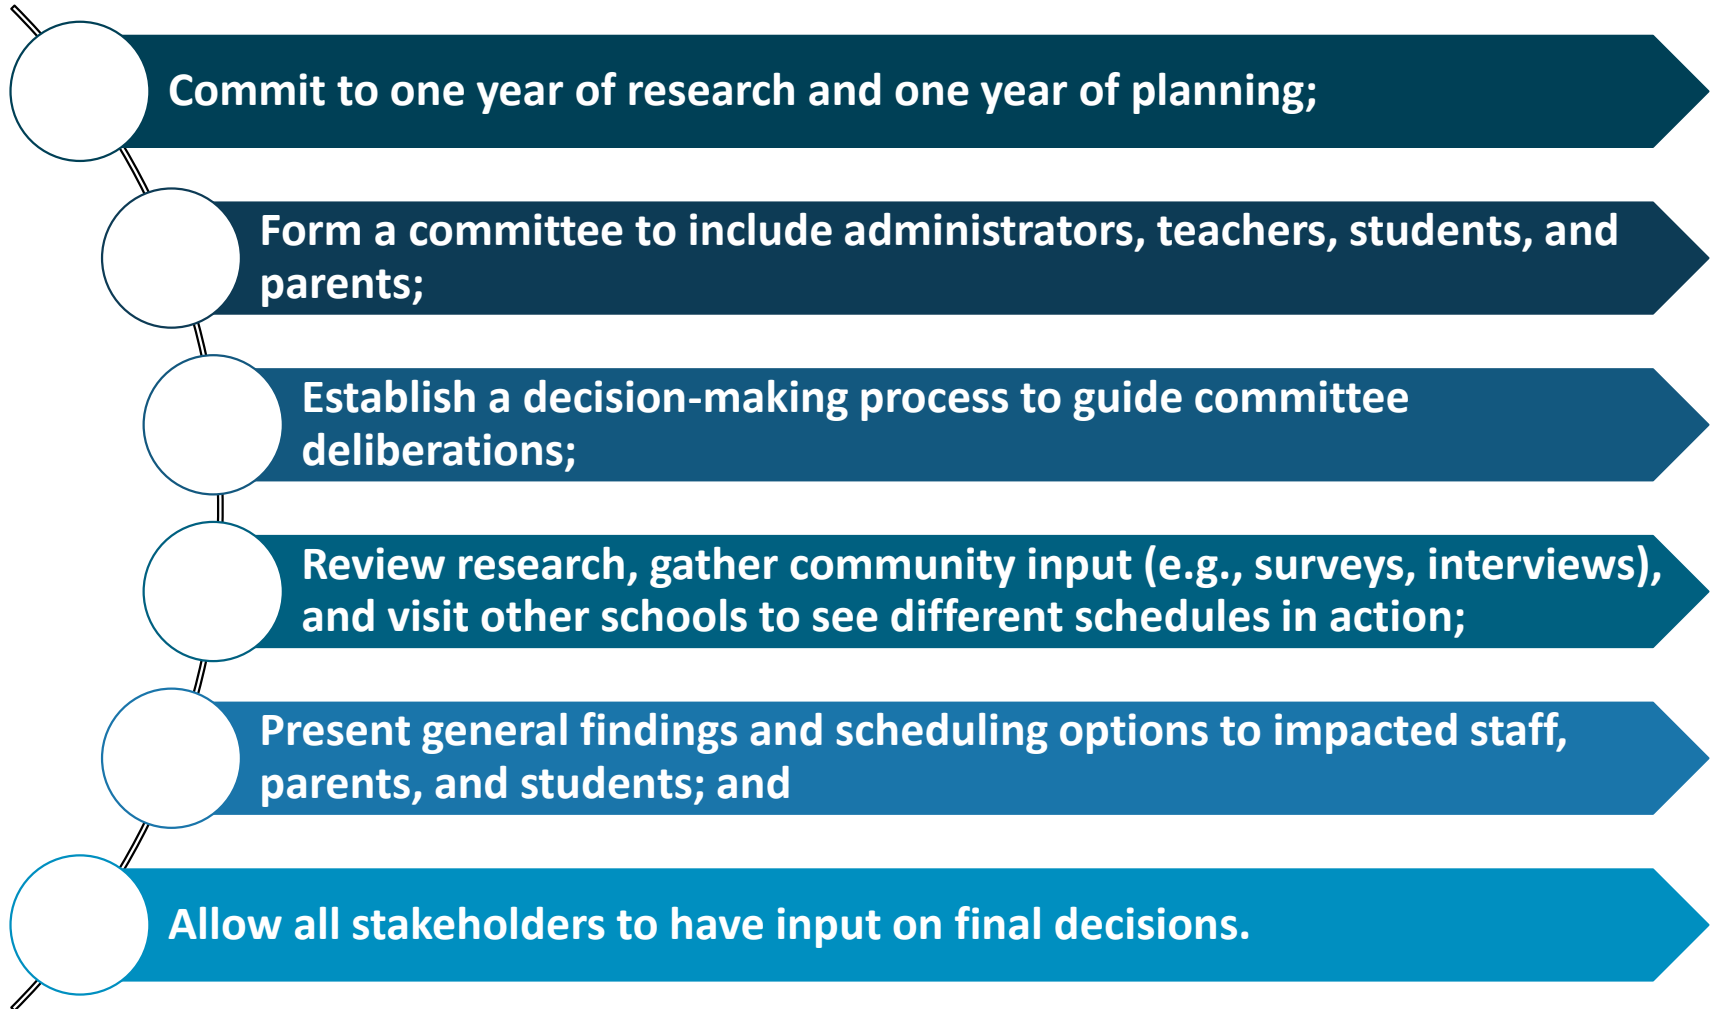 Commit to one year of research and one year of planning;
Form a committee to include administrators, teachers, students, and
parents;
Establish a decision-making process to guide committee
deliberations;
Review research, gather community input (e.g., surveys, interviews),
and visit other schools to see different schedules in action;
Present general findings and scheduling options to impacted staff,
parents, and students; and
Allow all stakeholders to have input on final decisions.